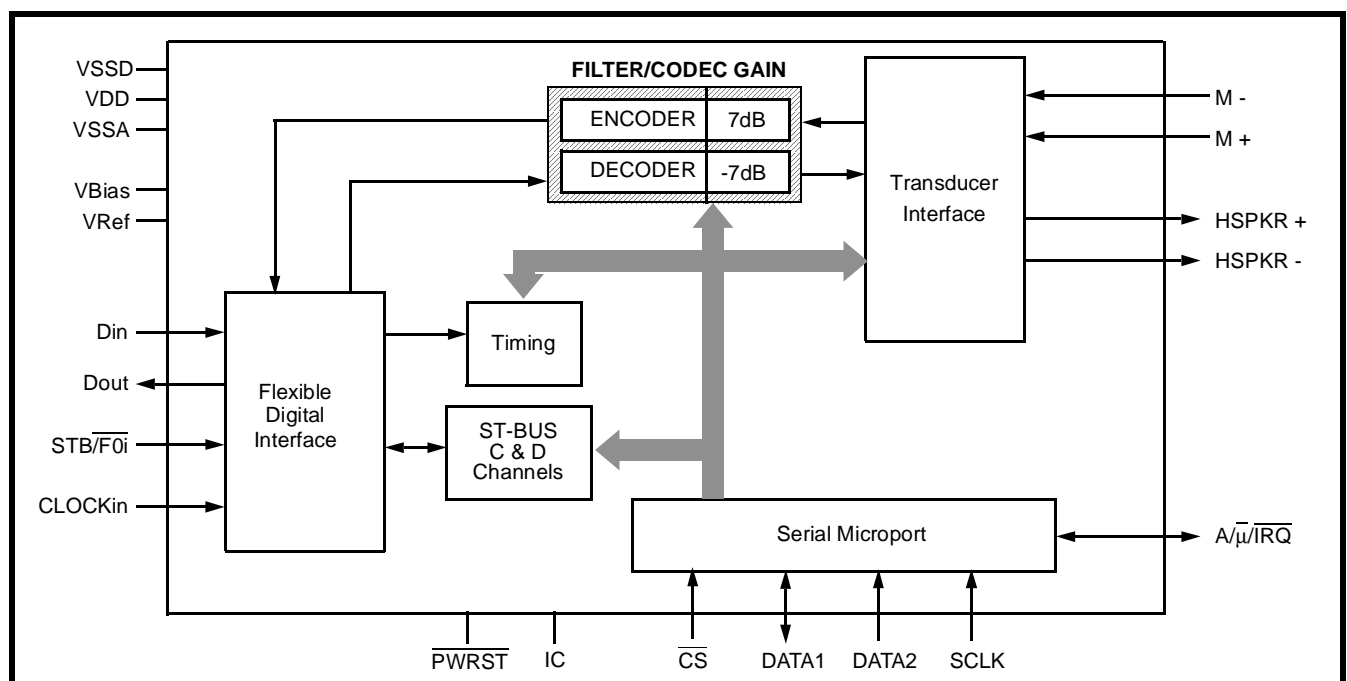 FILTER/CODEC GAIN
VSSD
VDD
VSSA
VBias
VRef
ENCODER 7dB
DECODER -7dB
Transducer
Interface
M -
M +
HSPKR +
HSPKR -
Din
Dout
STB/F0i
CLOCKin
Flexible
Digital
Interface
Timing
ST-BUS
C & D
Channels
Serial Microport
A/μ/IRQ
PWRST
IC
CS
DATA1
DATA2
SCLK